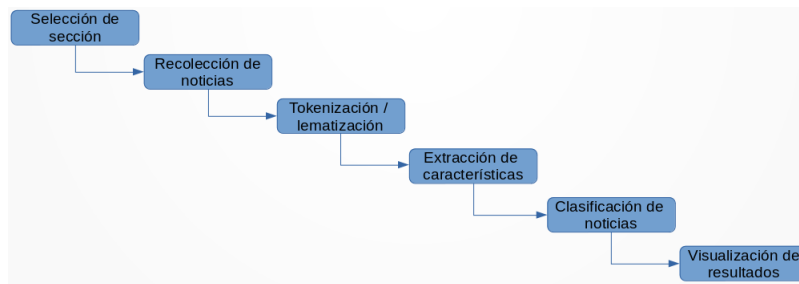 Selección de
sección
Recolección de
noticias
Tokenización /
lematización
Extracción de
características
Clasificación de
noticias
Visualización de
resultados